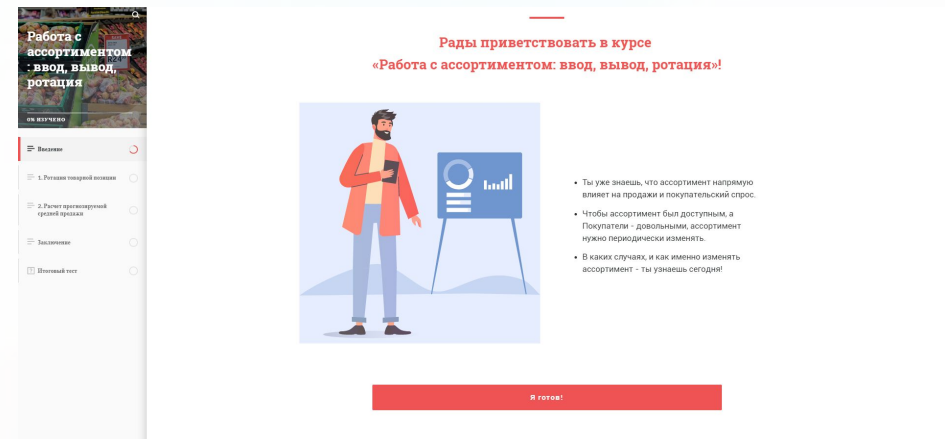 Работа с
ассортиментом
: ввод, вывод,
ротация
0% ИЗУЧЕНО
Введение
1. Ротация товарной позиции
2. Расчет прогнозируемой
средней продажи
Заключение
Итоговый тест
Рады приветствовать в курсе
«Работа с ассортиментом: ввод, вывод, ротация»!
• Ты уже знаешь, что ассортимент напрямую
влияет на продажи и покупательский спрос.
• Чтобы ассортимент был доступным, а
Покупатели - довольными, ассортимент
нужно периодически изменять.
• В каких случаях, и как именно изменять
ассортимент - ты узнаешь сегодня!
Я готов!